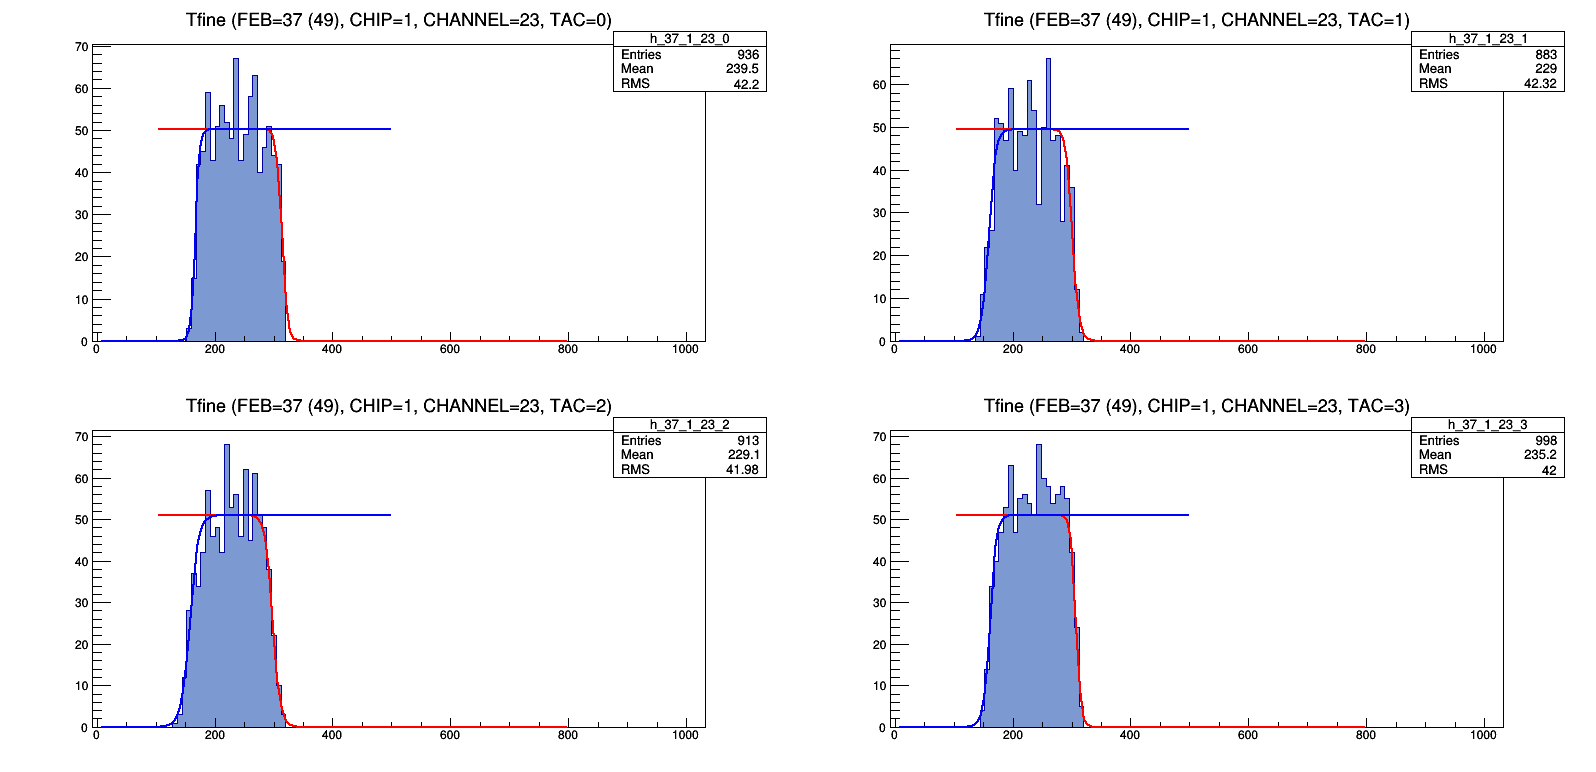 Tfine (FEB=37 (49), CHIP=1, CHANNEL=23, TAC=0)
h_37_1_23_0
Entries 936
Mean 239.5
RMS 42.2
70
60
50
40
30
20
10
0
0 200 400 600 800 1000
Tfine (FEB=37 (49), CHIP=1, CHANNEL=23, TAC=1)
h_37_1_23_1
Entries 883
Mean 229
RMS 42.32
60
50
40
30
20
10
0
0 200 400 600 800 1000
Tfine (FEB=37 (49), CHIP=1, CHANNEL=23, TAC=2)
h_37_1_23_2
Entries 913
Mean 229.1
RMS 41.98
70
60
50
40
30
20
10
0
0 200 400 600 800 1000
Tfine (FEB=37 (49), CHIP=1, CHANNEL=23, TAC=3)
h_37_1_23_3
Entries 998
Mean 235.2
RMS 42
70
60
50
40
30
20
10
0
0 200 400 600 800 1000